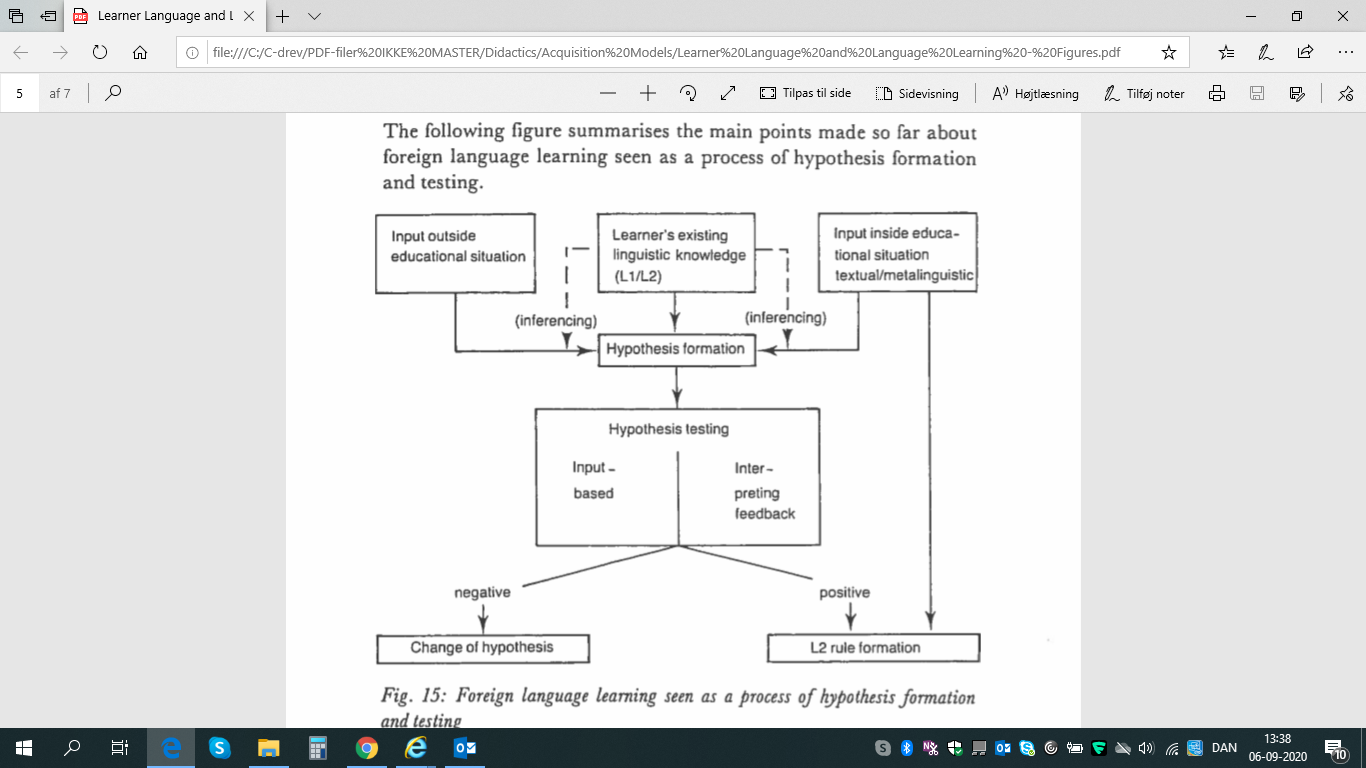 Learner Language and L
file:///C:/C-drev/PDF-filer%20IKKE%20MASTER/Didactics/Acquisition%20Models/Learner%20Language%20and%20Language%20Learning%20-%20Figures.pdf
5 af 7
Tilpas til side
Sidevisning
Højtlæsning
Tilføj noter
The following figure summarises the main points made so far about
foreign language learning seen as a process of hypothesis formation
and testing.
Input outside
educational situation
Learner's existing
linguistic knowledge
(L1/L2)
Input inside educa-
tional situation
textual/metalinguistic
(inferencing)
(inferencing)
Hypothesis formation
Hypothesis testing
Input -
based
Inter-
preting
feedback
negative
positive
Change of hypothesis
L2 rule formation
Fig. 15: Foreign language learning seen as a process of hypothesis formation
and testing
DAN
13:38
06-09-2020
10